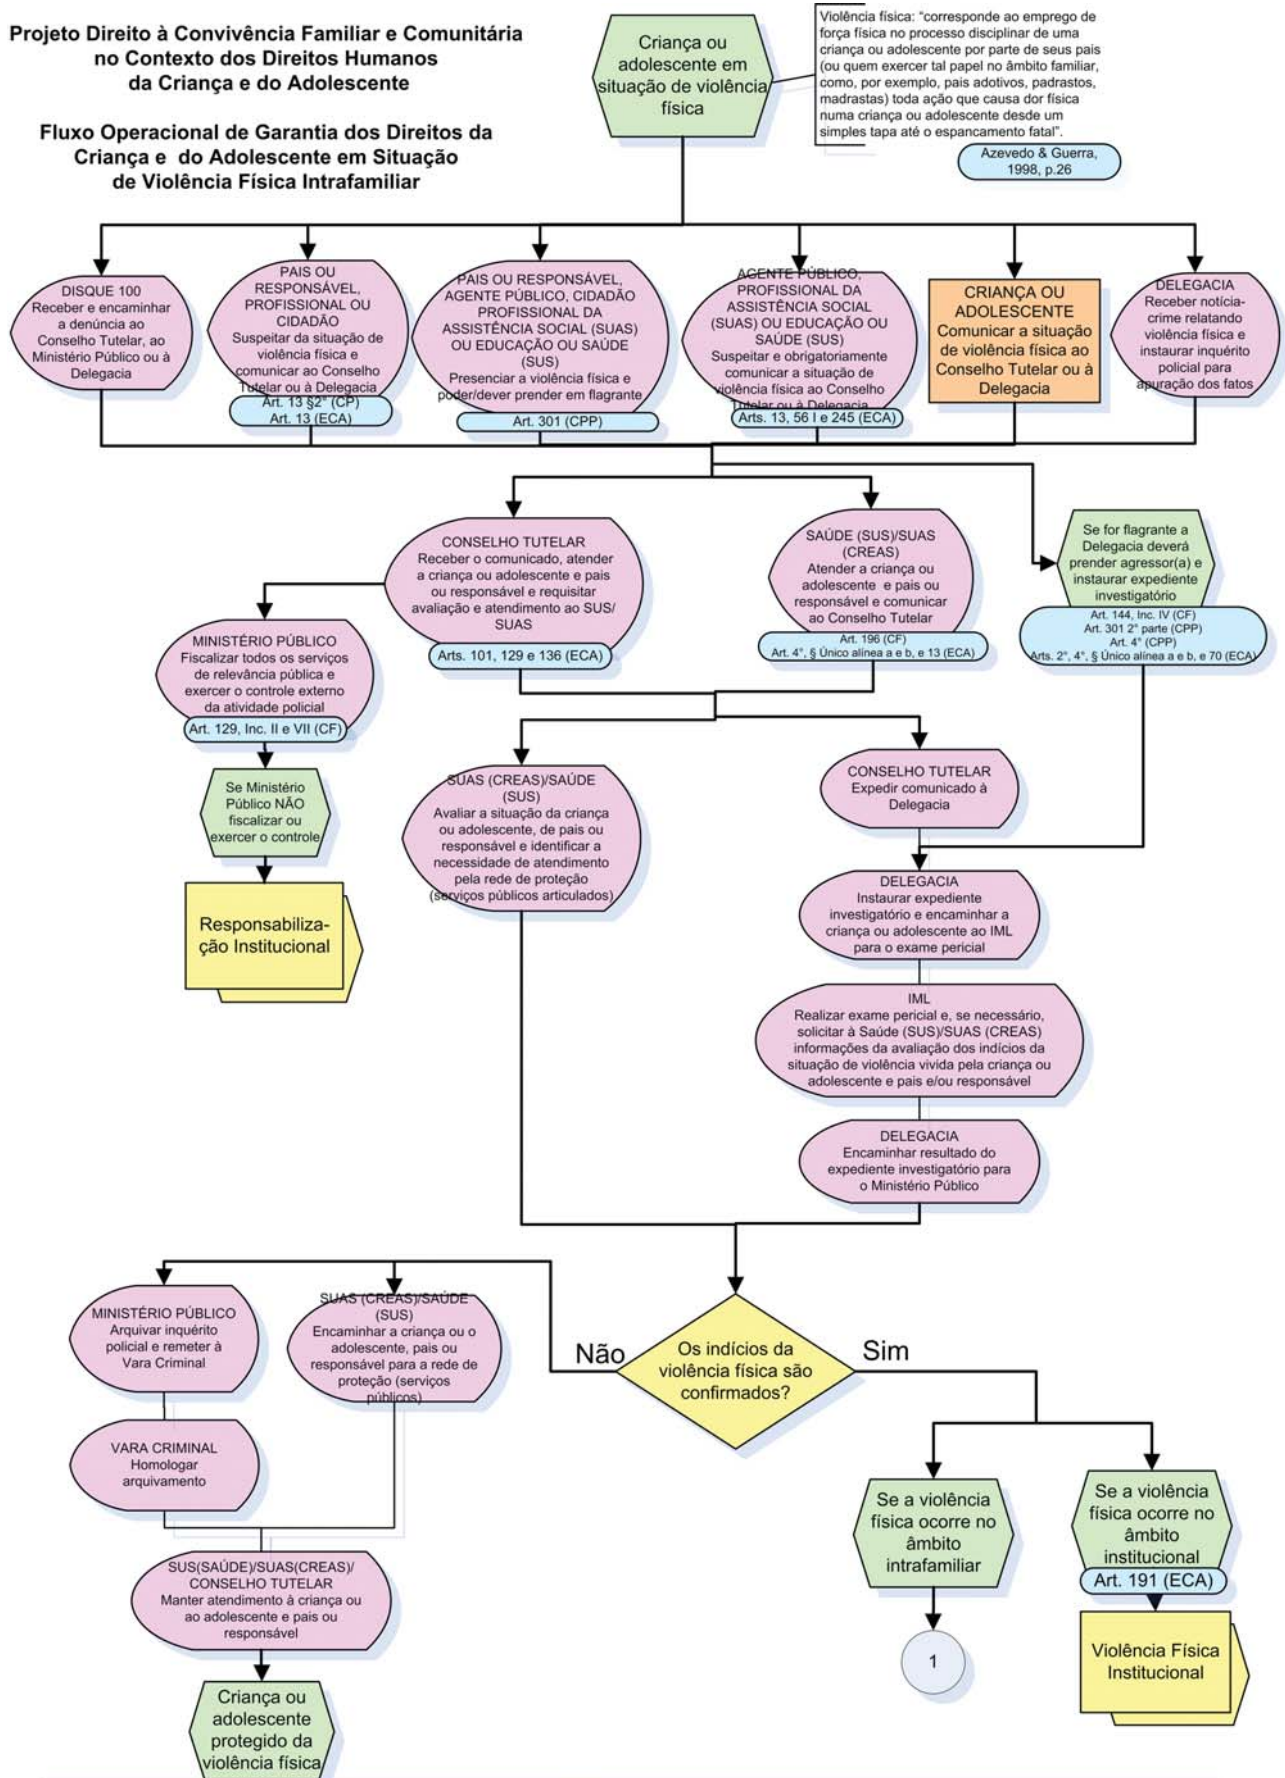 Projeto Direito à Convivência Familiar e Comunitária
no Contexto dos Direitos Humanos
da Criança e do Adolescente
Fluxo Operacional de Garantia dos Direitos da
Criança e do Adolescente em Situação
de Violência Física Intrafamiliar
Criança ou
adolescente em
situação de violência
física
Violência física: “corresponde ao emprego de
força física no processo disciplinar de uma
criança ou adolescente por parte de seus pais
(ou quem exercer tal papel no âmbito familiar,
como, por exemplo, pais adotivos, padrastos,
madrastas) toda ação que causa dor física
numa criança ou adolescente desde um
simples tapa até o espancamento fatal”.
Azevedo & Guerra,
1998, p.26
DISQUE 100
Receber e encaminhar
a denúncia ao
Conselho Tutelar, ao
Ministério Público ou à
Delegacia
PAIS OU
RESPONSÁVEL,
PROFISSIONAL OU
CIDADÃO
Suspeitar da situação de
violência física e
comunicar ao Conselho
Tutelar ou à Delegacia
Art. 13 §2° (CP)
Art. 13 (ECA)
PAIS OU RESPONSÁVEL,
AGENTE PÚBLICO, CIDADÃO
PROFISSIONAL DA
ASSISTÊNCIA SOCIAL (SUAS)
OU EDUCAÇÃO OU SAÚDE
(SUS)
Presenciar a violência física e
poder/dever prender em flagrante
Art. 301 (CPP)
AGENTE PÚBLICO,
PROFISSIONAL DA
ASSISTÊNCIA SOCIAL
(SUAS) OU EDUCAÇÃO OU
SAÚDE (SUS)
Suspeitar e obrigatoriamente
comunicar a situação de
violência física ao Conselho
Tutelar ou à Delegacia
Arts. 13, 56 I e 245 (ECA)
CRIANÇA OU
ADOLESCENTE
Comunicar a situação
de violência física ao
Conselho Tutelar ou à
Delegacia
DELEGACIA
Receber notícia-
crime relatando
violência física e
instaurar inquérito
policial para
apuração dos fatos
CONSELHO TUTELAR
Receber o comunicado, atender
a criança ou adolescente e pais
ou responsável e requisitar
avaliação e atendimento ao SUS/
SUAS
Arts. 101, 129 e 136 (ECA)
SAÚDE (SUS)/SUAS
(CREAS)
Atender a criança ou
adolescente e pais ou
responsável e comunicar
ao Conselho Tutelar
Art. 196 (CF)
Art. 4°, § Único alínea a e b, e 13 (ECA)
Se for flagrante a
Delegacia deverá
prender agressor(a) e
instaurar expediente
investigatório
Art. 144, Inc. IV (CF)
Art. 301 2° parte (CPP)
Art. 4° (CPP)
Arts. 2°, 4°, § Único alínea a e b, e 70 (ECA)
MINISTÉRIO PÚBLICO
Fiscalizar todos os serviços
de relevância pública e
exercer o controle externo
da atividade policial
Art. 129, Inc. II e VII (CF)
Se Ministério
Público NÃO
fiscalizar ou
exercer o controle
Responsabiliza-
ção Institucional
SUAS (CREAS)/SAÚDE
(SUS)
Avaliar a situação da criança
ou adolescente, de pais ou
responsável e identificar a
necessidade de atendimento
pela rede de proteção
(serviços públicos articulados)
CONSELHO TUTELAR
Expedir comunicado à
Delegacia
DELEGACIA
Instaurar expediente
investigatório e encaminhar a
criança ou adolescente ao IML
para o exame pericial
IML
Realizar exame pericial e, se necessário,
solicitar à Saúde (SUS)/SUAS (CREAS)
informações da avaliação dos indícios da
situação de violência vivida pela criança ou
adolescente e pais e/ou responsável
DELEGACIA
Encaminhar resultado do
expediente investigatório para
o Ministério Público
Os indícios da
violência física são
confirmados?
Não
Sim
MINISTÉRIO PÚBLICO
Arquivar inquérito
policial e remeter à
Vara Criminal
SUAS (CREAS)/SAÚDE
(SUS)
Encaminhar a criança ou o
adolescente, pais ou
responsável para a rede de
proteção (serviços
públicos)
VARA CRIMINAL
Homologar
arquivamento
SUS(SAÚDE)/SUAS(CREAS)/
CONSELHO TUTELAR
Manter atendimento à criança ou
ao adolescente e pais ou
responsável
Criança ou
adolescente
protegido da
violência física
Se a violência
física ocorre no
âmbito
intrafamiliar
1
Se a violência
física ocorre no
âmbito
institucional
Art. 191 (ECA)
Violência Física
Institucional